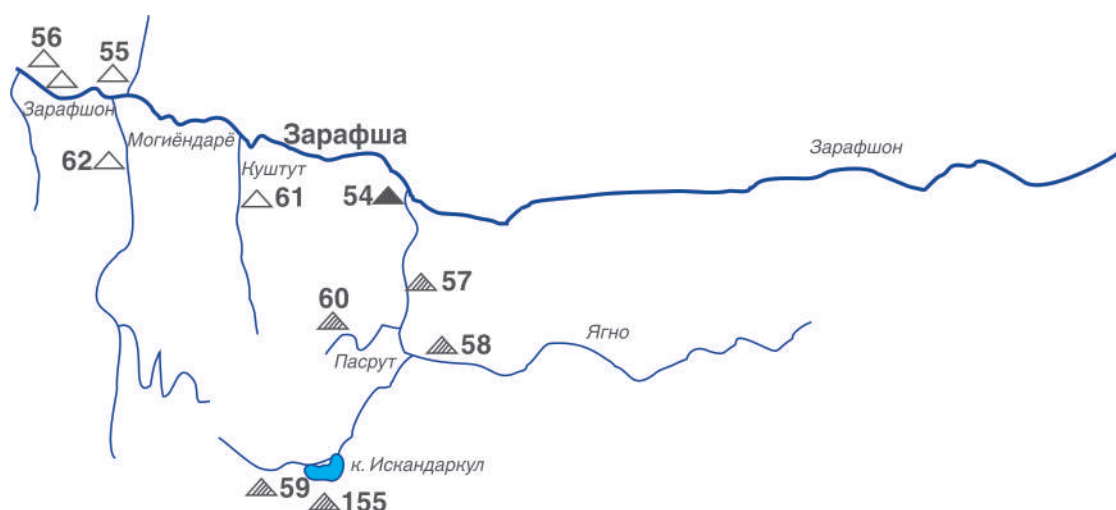 56
55
Зарафшон
Могиёндарё
Зарафша
Зарафшон
62
Куштут
61
54
57
60
58
Ягно
Пасрут
к. Искандаркул
59
155